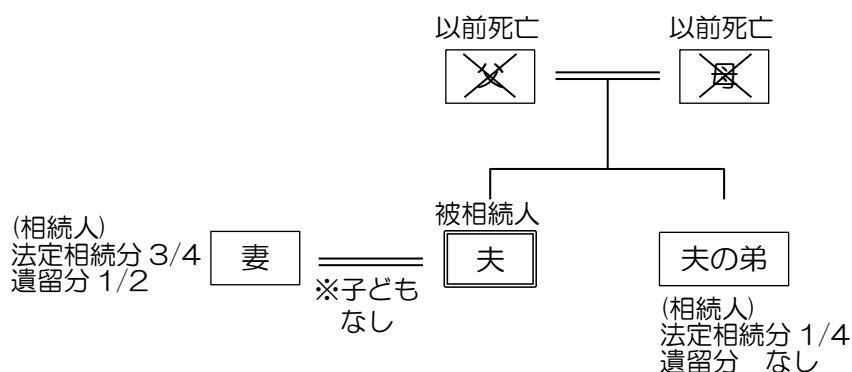 以前死亡
以前死亡
父
母
被相続人
(相続人)
法定相続分 3/4
遺留分 1/2
妻
夫
夫の弟
※子ども
なし
(相続人)
法定相続分 1/4
遺留分 なし